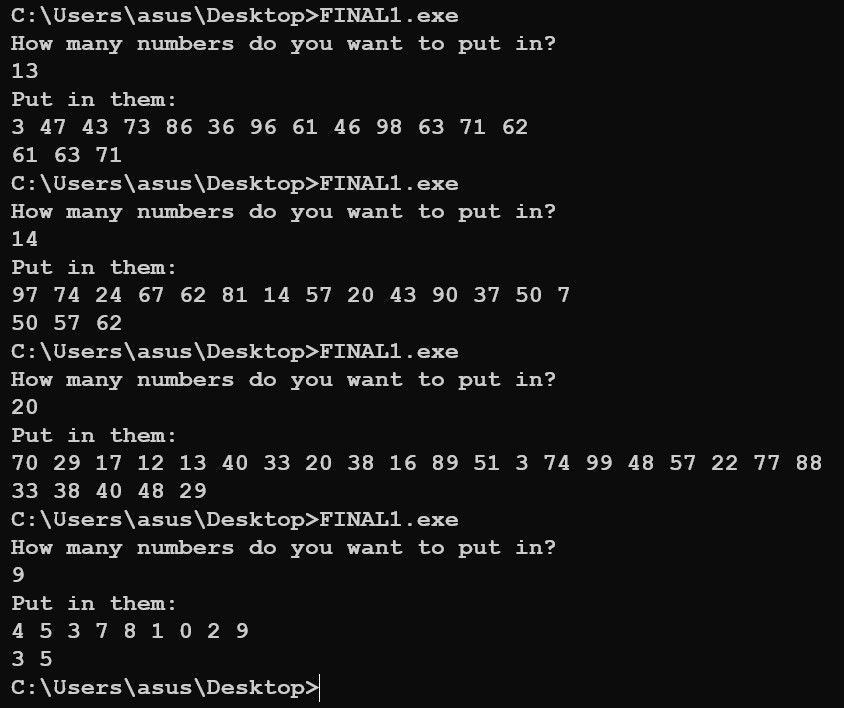 C:\Users\asus\Desktop>FINAL1.exe
How many numbers do you want to put in?
13
Put in them:
3 47 43 73 86 36 96 61 46 98 63 71 62
61 63 71
C:\Users\asus\Desktop>FINAL1.exe
How many numbers do you want to put in?
14
Put in them:
97 74 24 67 62 81 14 57 20 43 90 37 50 7
50 57 62
C:\Users\asus\Desktop>FINAL1.exe
How many numbers do you want to put in?
20
Put in them:
70 29 17 12 13 40 33 20 38 16 89 51 3 74 99 48 57 22 77 88
33 38 40 48 29
C:\Users\asus\Desktop>FINAL1.exe
How many numbers do you want to put in?
9
Put in them:
4 5 3 7 8 1 0 2 9
3 5
C:\Users\asus\Desktop>